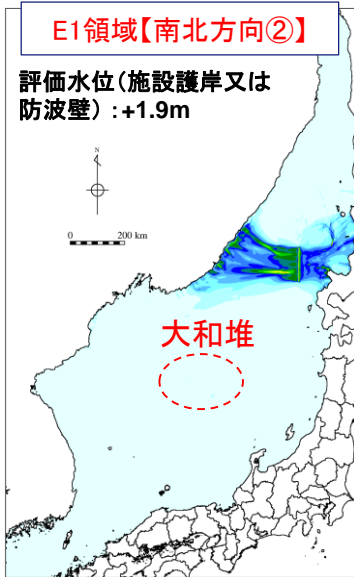 E1領域【南北方向②】
評価水位(施設護岸又は
防波壁）:+1.9m
N
0 200 km
大和堆